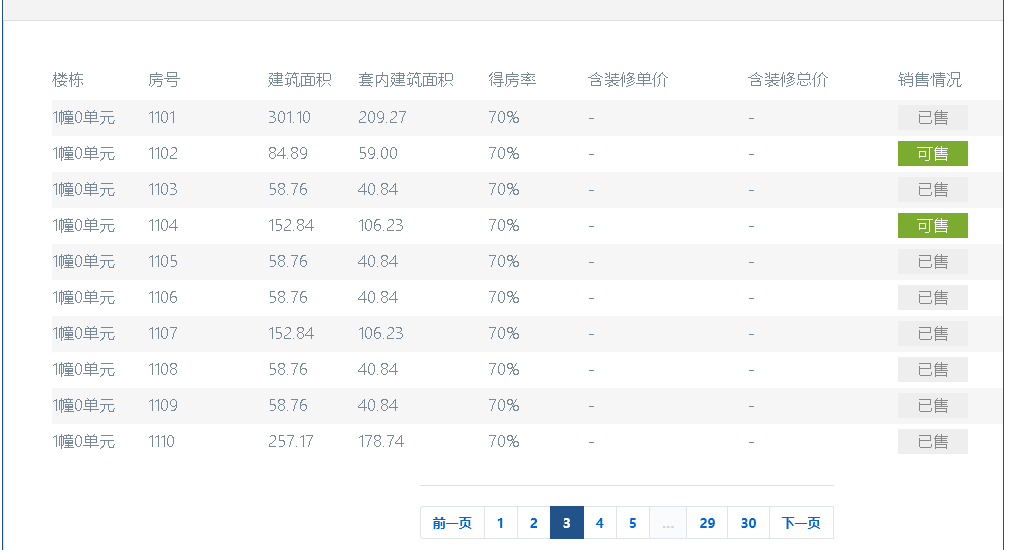 楼栋 房号 建筑面积 套内建筑面积 得房率 含装修单价 含装修总价 销售情况
1幢0单元 1101 301.10 209.27 70% - - 已售
1幢0单元 1102 84.89 59.00 70% - - 可售
1幢0单元 1103 58.76 40.84 70% - - 已售
1幢0单元 1104 152.84 106.23 70% - - 可售
1幢0单元 1105 58.76 40.84 70% - - 已售
1幢0单元 1106 58.76 40.84 70% - - 已售
1幢0单元 1107 152.84 106.23 70% - - 已售
1幢0单元 1108 58.76 40.84 70% - - 已售
1幢0单元 1109 58.76 40.84 70% - - 已售
1幢0单元 1110 257.17 178.74 70% - - 已售
前一页 1 2 3 4 5 ... 29 30 下一页